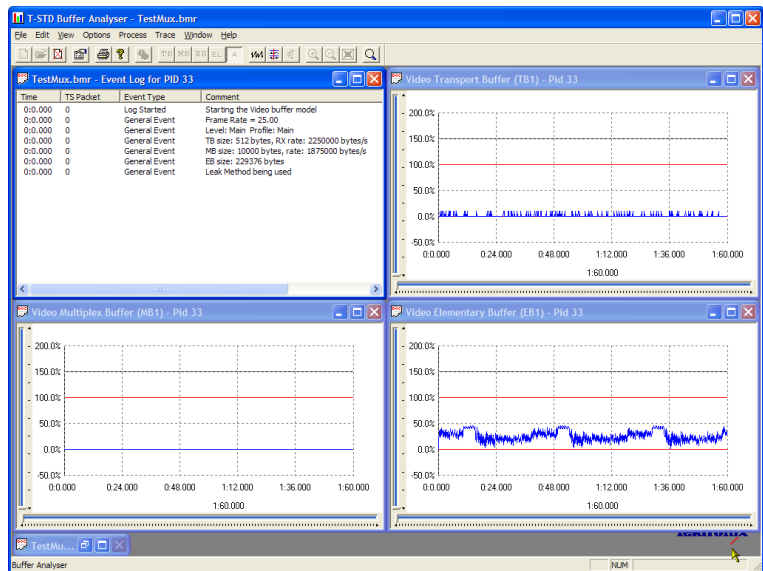 T-STD Buffer Analyser - TestMux.bmr
File Edit View Options Process Trace Window Help
TB MB EB EL A
TestMux.bmr - Event Log for PID 33
Time TS Packet Event Type Comment
0:0.000 0 Log Started Starting the Video buffer model
0:0.000 0 General Event Frame Rate = 25.00
0:0.000 0 General Event Level: Main Profile: Main
0:0.000 0 General Event TB size: 512 bytes, RX rate: 2250000 bytes/s
0:0.000 0 General Event MB size: 10000 bytes, rate: 1875000 bytes/s
0:0.000 0 General Event EB size: 229376 bytes
0:0.000 0 General Event Leak Method being used
Video Transport Buffer (TB1) - Pid 33
200.0%
150.0%
100.0%
50.0%
0.0%
-50.0%
0:0.000 0:24.000 0:48.000 1:12.000 1:36.000 1:60.000
1:60.000
Video Multiplex Buffer (MB1) - Pid 33
200.0%
150.0%
100.0%
50.0%
0.0%
-50.0%
0:0.000 0:24.000 0:48.000 1:12.000 1:36.000 1:60.000
1:60.000
Video Elementary Buffer (EB1) - Pid 33
200.0%
150.0%
100.0%
50.0%
0.0%
-50.0%
0:0.000 0:24.000 0:48.000 1:12.000 1:36.000 1:60.000
1:60.000
TestMu...
Buffer Analyser
NUM